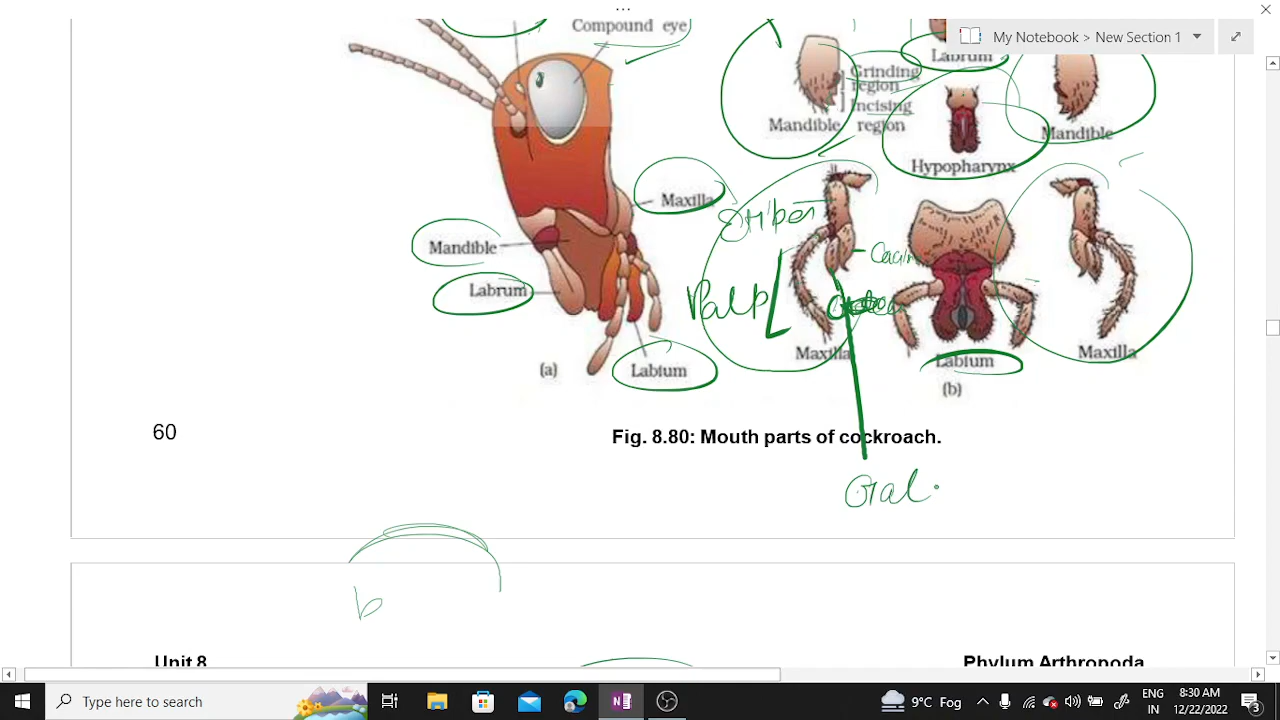 ...
Compound eye
My Notebook > New Section 1
Labrum
Grinding
region
Incising
region
Mandible
Mandible
Hypopharynx
Maxilla
Mandible
Labrum
Palp
Maxilla
Labium
Maxilla
Labium
(a)
(b)
60
Fig. 8.80: Mouth parts of cockroach.
oral
b
Unit 8
Phylum Arthropoda
Type here to search
9°C Fog
ENG
IN
8:30 AM
12/22/2022
3